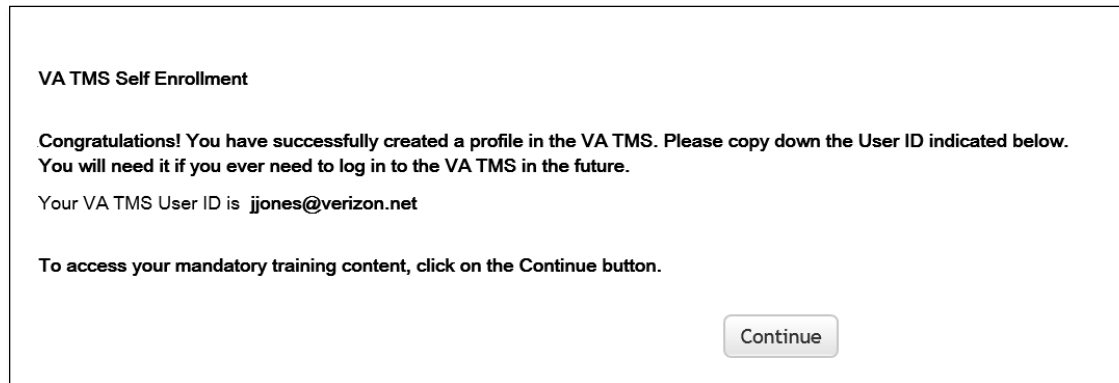 VA TMS Self Enrollment
Congratulations! You have successfully created a profile in the VA TMS. Please copy down the User ID indicated below.
You will need it if you ever need to log in to the VA TMS in the future.
Your VA TMS User ID is jjones@verizon.net
To access your mandatory training content, click on the Continue button.
Continue